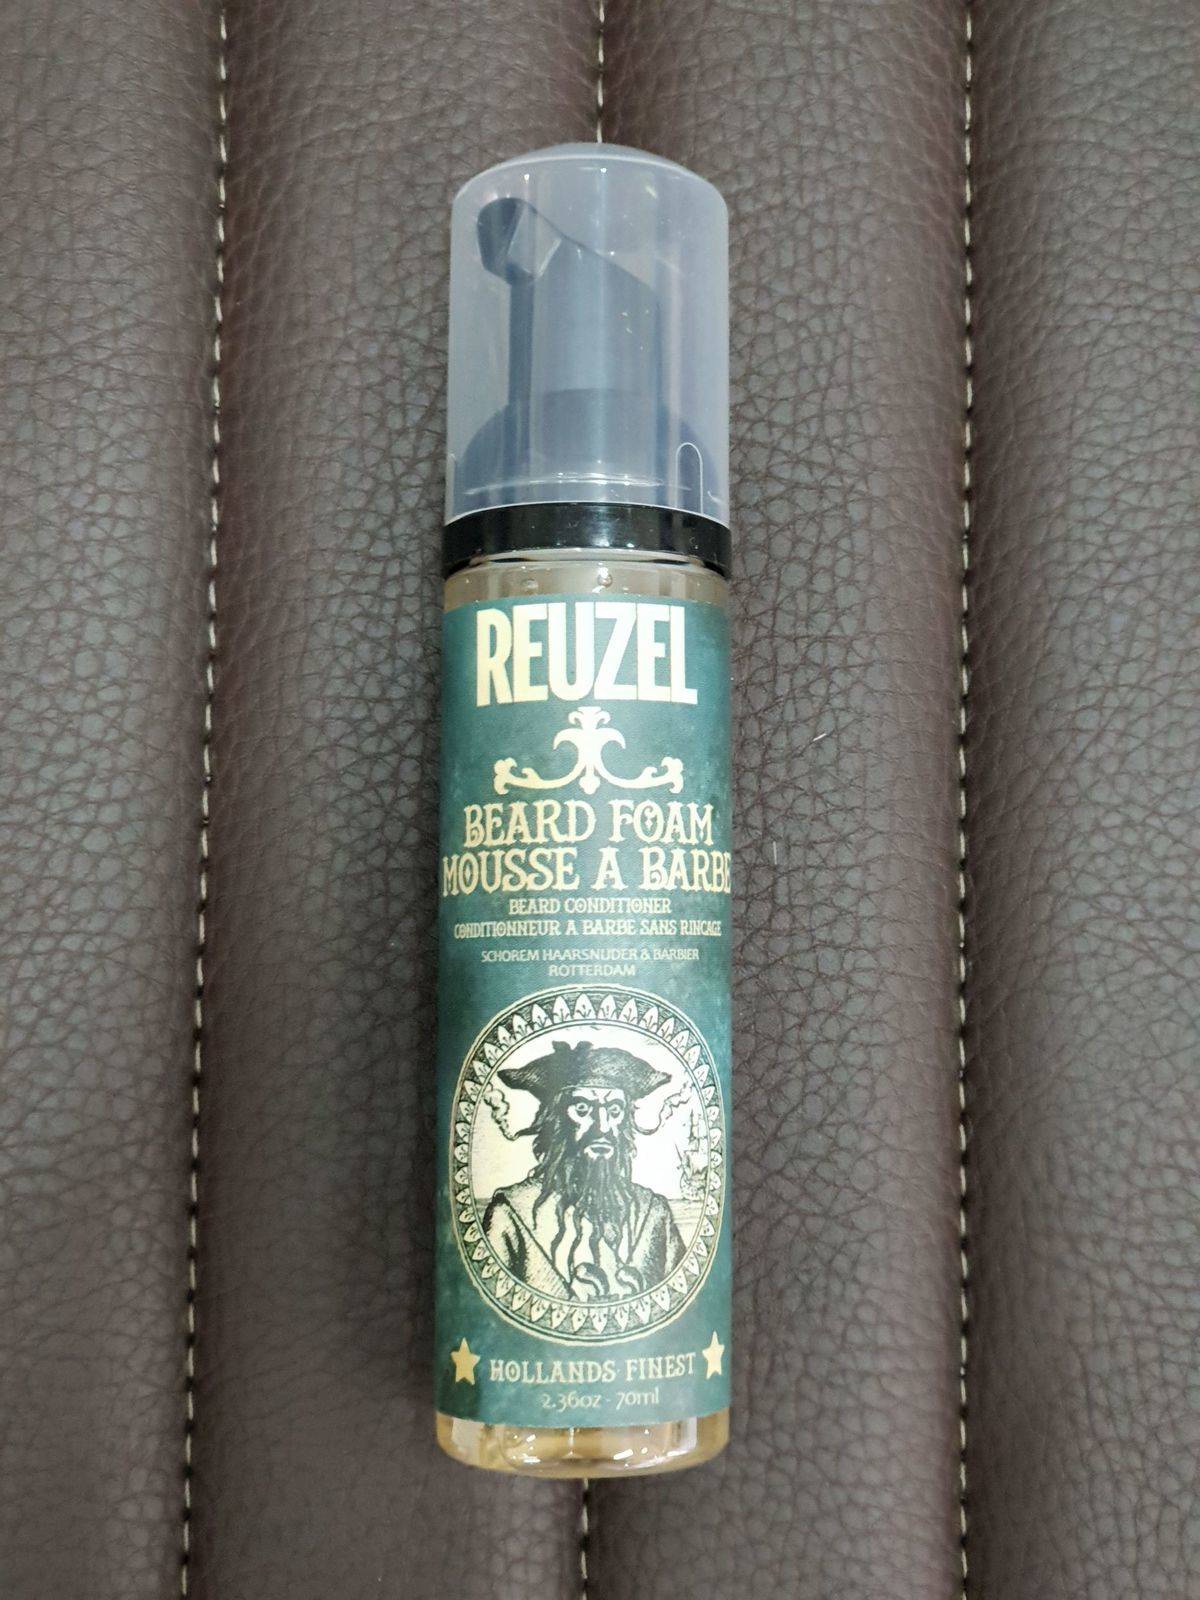 REUZEL
BEARD FOAM
MOUSSE A BARBE
BEARD CONDITIONER
CONDITIONNEUR A BARBE SANS RINCAGE
SCHOREM HAARSNIJDER & BARBIER
ROTTERDAM
HOLLANDS FINEST
2.36oz - 70ml